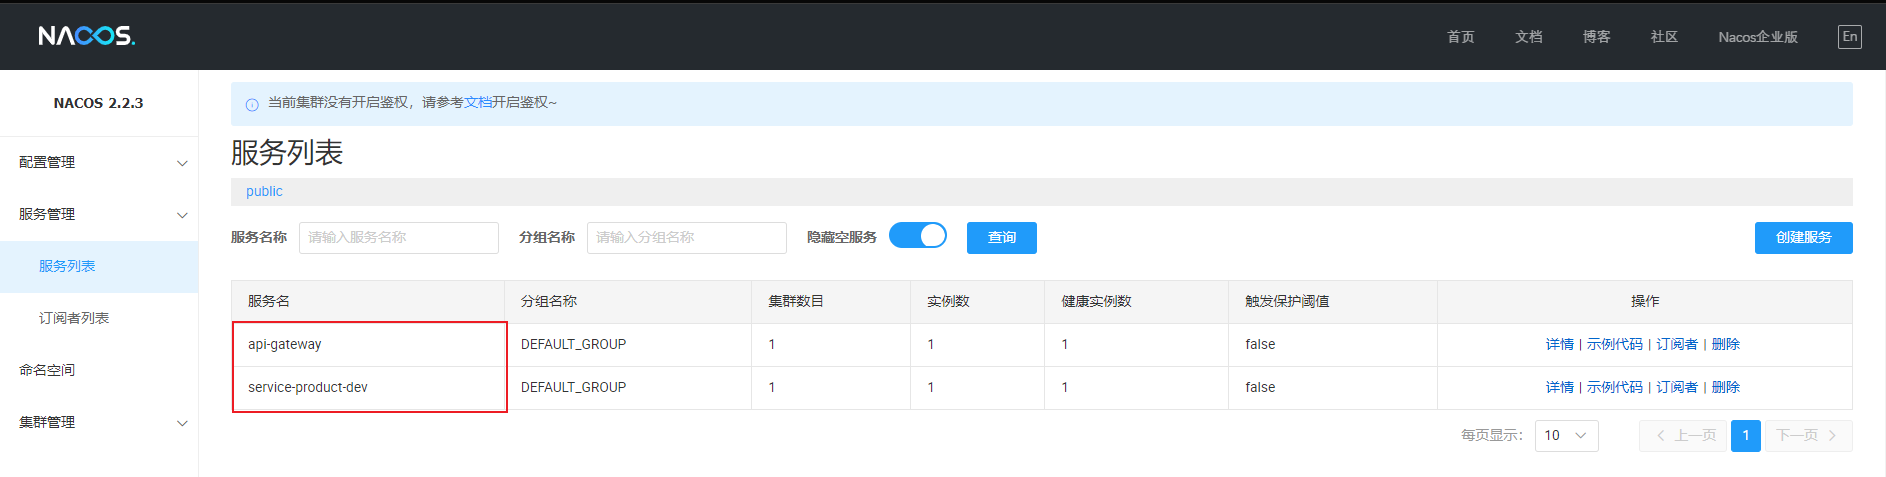 NACOS.
首页 文档 博客 社区 Nacos企业版 En
NACOS 2.2.3
配置管理
服务管理
服务列表
订阅者列表
命名空间
集群管理
当前集群没有开启鉴权，请参考文档开启鉴权~
服务列表
public
服务名称 请输入服务名称 分组名称 请输入分组名称 隐藏空服务 查询 创建服务
服务名 分组名称 集群数目 实例数 健康实例数 触发保护阈值 操作
api-gateway DEFAULT_GROUP 1 1 1 false 详情 | 示例代码 | 订阅者 | 删除
service-product-dev DEFAULT_GROUP 1 1 1 false 详情 | 示例代码 | 订阅者 | 删除
每页显示： 10 上一页 1 下一页